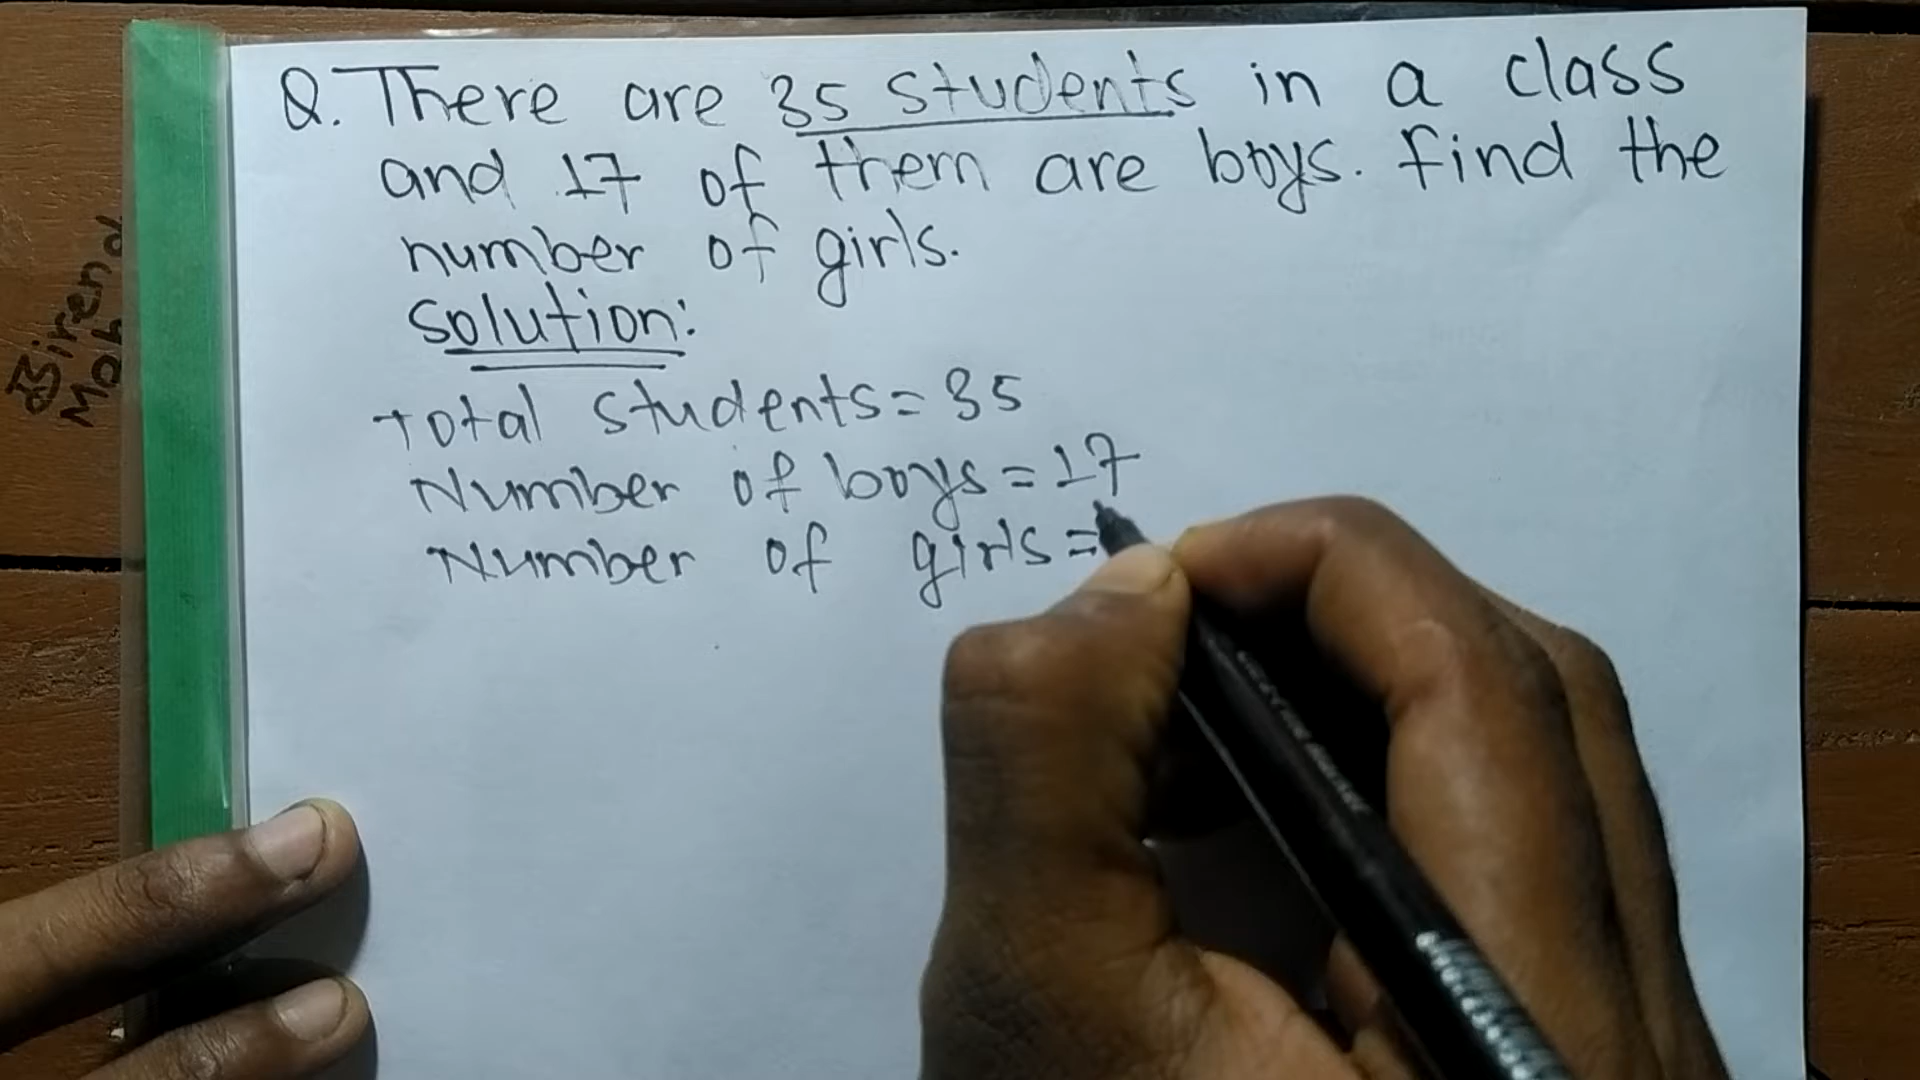 Q. There are 35 students in a class
and 17 of them are boys. Find the
number of girls.
Solution:
Total students = 35
Number of boys = 17
Number of girls =